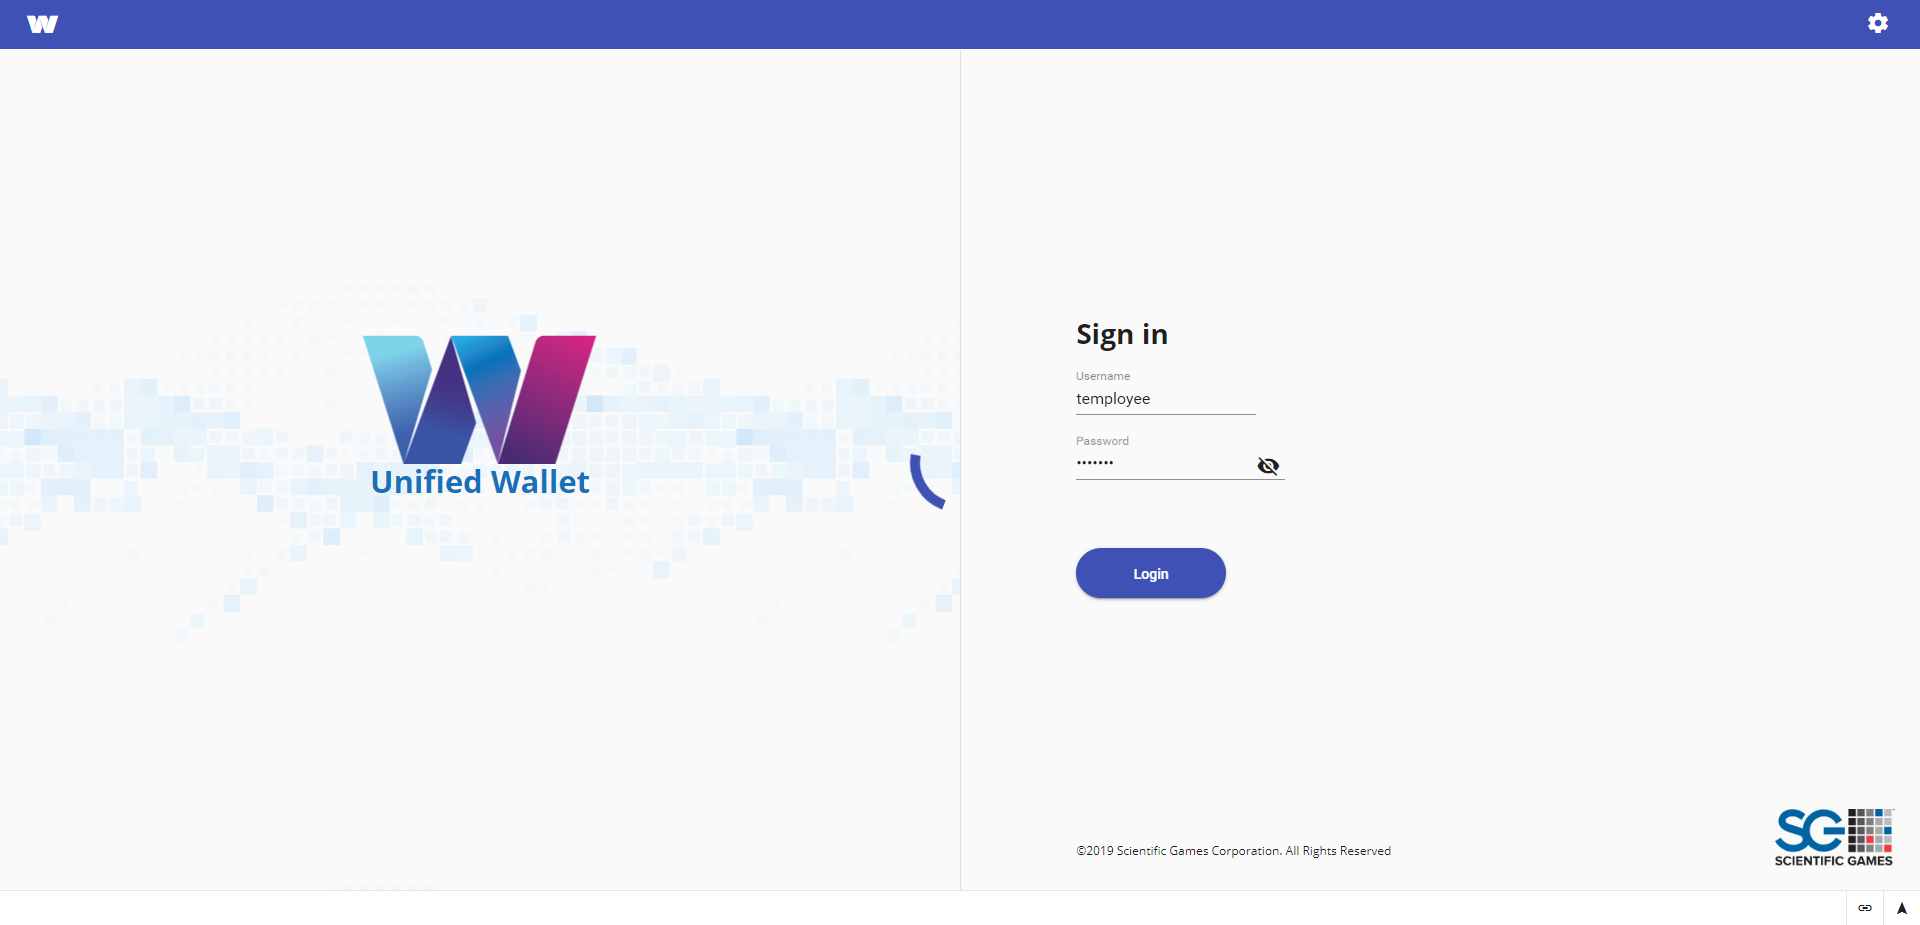 W
Unified Wallet
Sign in
Username
temployee
Password
•••••••
Login
©2019 Scientific Games Corporation. All Rights Reserved
SG
SCIENTIFIC GAMES